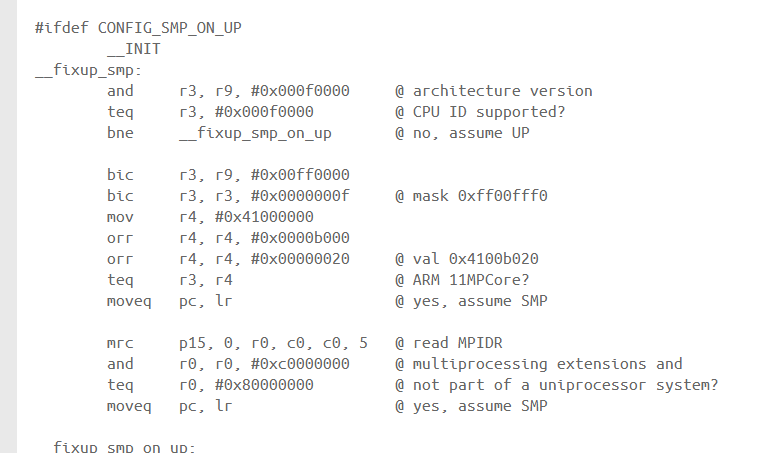 #ifdef CONFIG_SMP_ON_UP
__INIT
__fixup_smp:
and r3, r9, #0x000f0000 @ architecture version
teq r3, #0x000f0000 @ CPU ID supported?
bne __fixup_smp_on_up @ no, assume UP
bic r3, r9, #0x00ff0000
bic r3, r3, #0x0000000f @ mask 0xff00fff0
mov r4, #0x41000000
orr r4, r4, #0x0000b000
orr r4, r4, #0x00000020 @ val 0x4100b020
teq r3, r4 @ ARM 11MPCore?
moveq pc, lr @ yes, assume SMP
mrc p15, 0, r0, c0, c0, 5 @ read MPIDR
and r0, r0, #0xc0000000 @ multiprocessing extensions and
teq r0, #0x80000000 @ not part of a uniprocessor system?
moveq pc, lr @ yes, assume SMP
__fixup_smp_on_up: